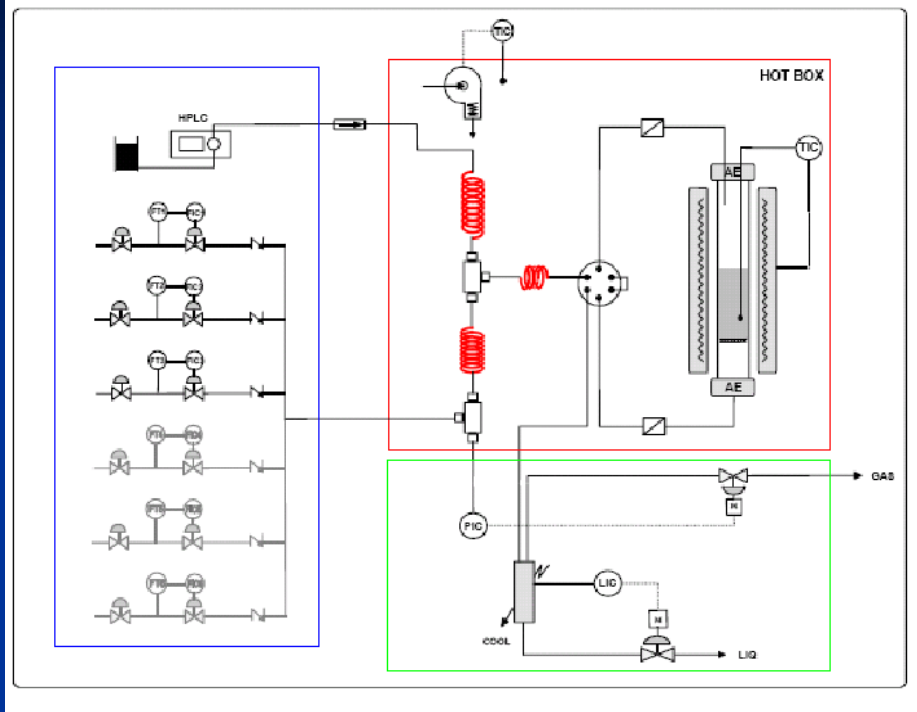 TIC
HOT BOX
HPLC
TIC
AE
FT1 FIC1
FT2 FIC2
FT3 FIC3
AE
GAS
M
PIC
LIC
M
COOL
LIQ